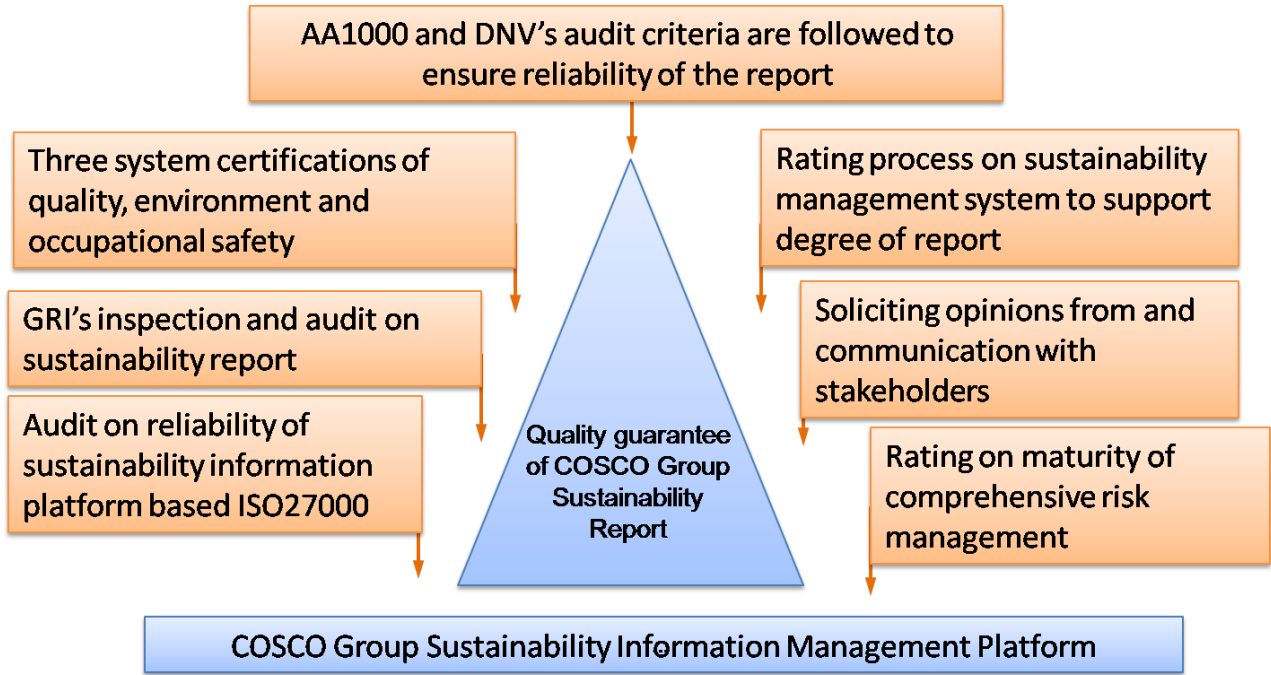 AA1000 and DNV's audit criteria are followed to
ensure reliability of the report
Three system certifications of
quality, environment and
occupational safety
GRI's inspection and audit on
sustainability report
Audit on reliability of
sustainability information
platform based ISO27000
Quality guarantee
of COSCO Group
Sustainability
Report
Rating process on sustainability
management system to support
degree of report
Soliciting opinions from and
communication with
stakeholders
Rating on maturity of
comprehensive risk
management
COSCO Group Sustainability Information Management Platform